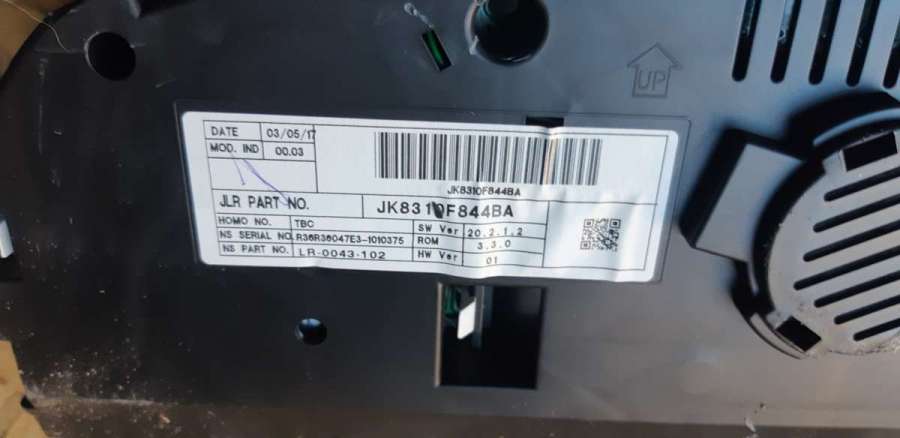 UP
DATE 03/05/17
MOD. IND 00.03
JK8310F844BA
JLR PART NO. JK8310F844BA
HOMO NO. TBC SW Ver 20.2.1.2
NS SERIAL NO. R36R36047E3-1010375 ROM 3.3.0
NS PART NO. LR-0043-102 HW Ver 01